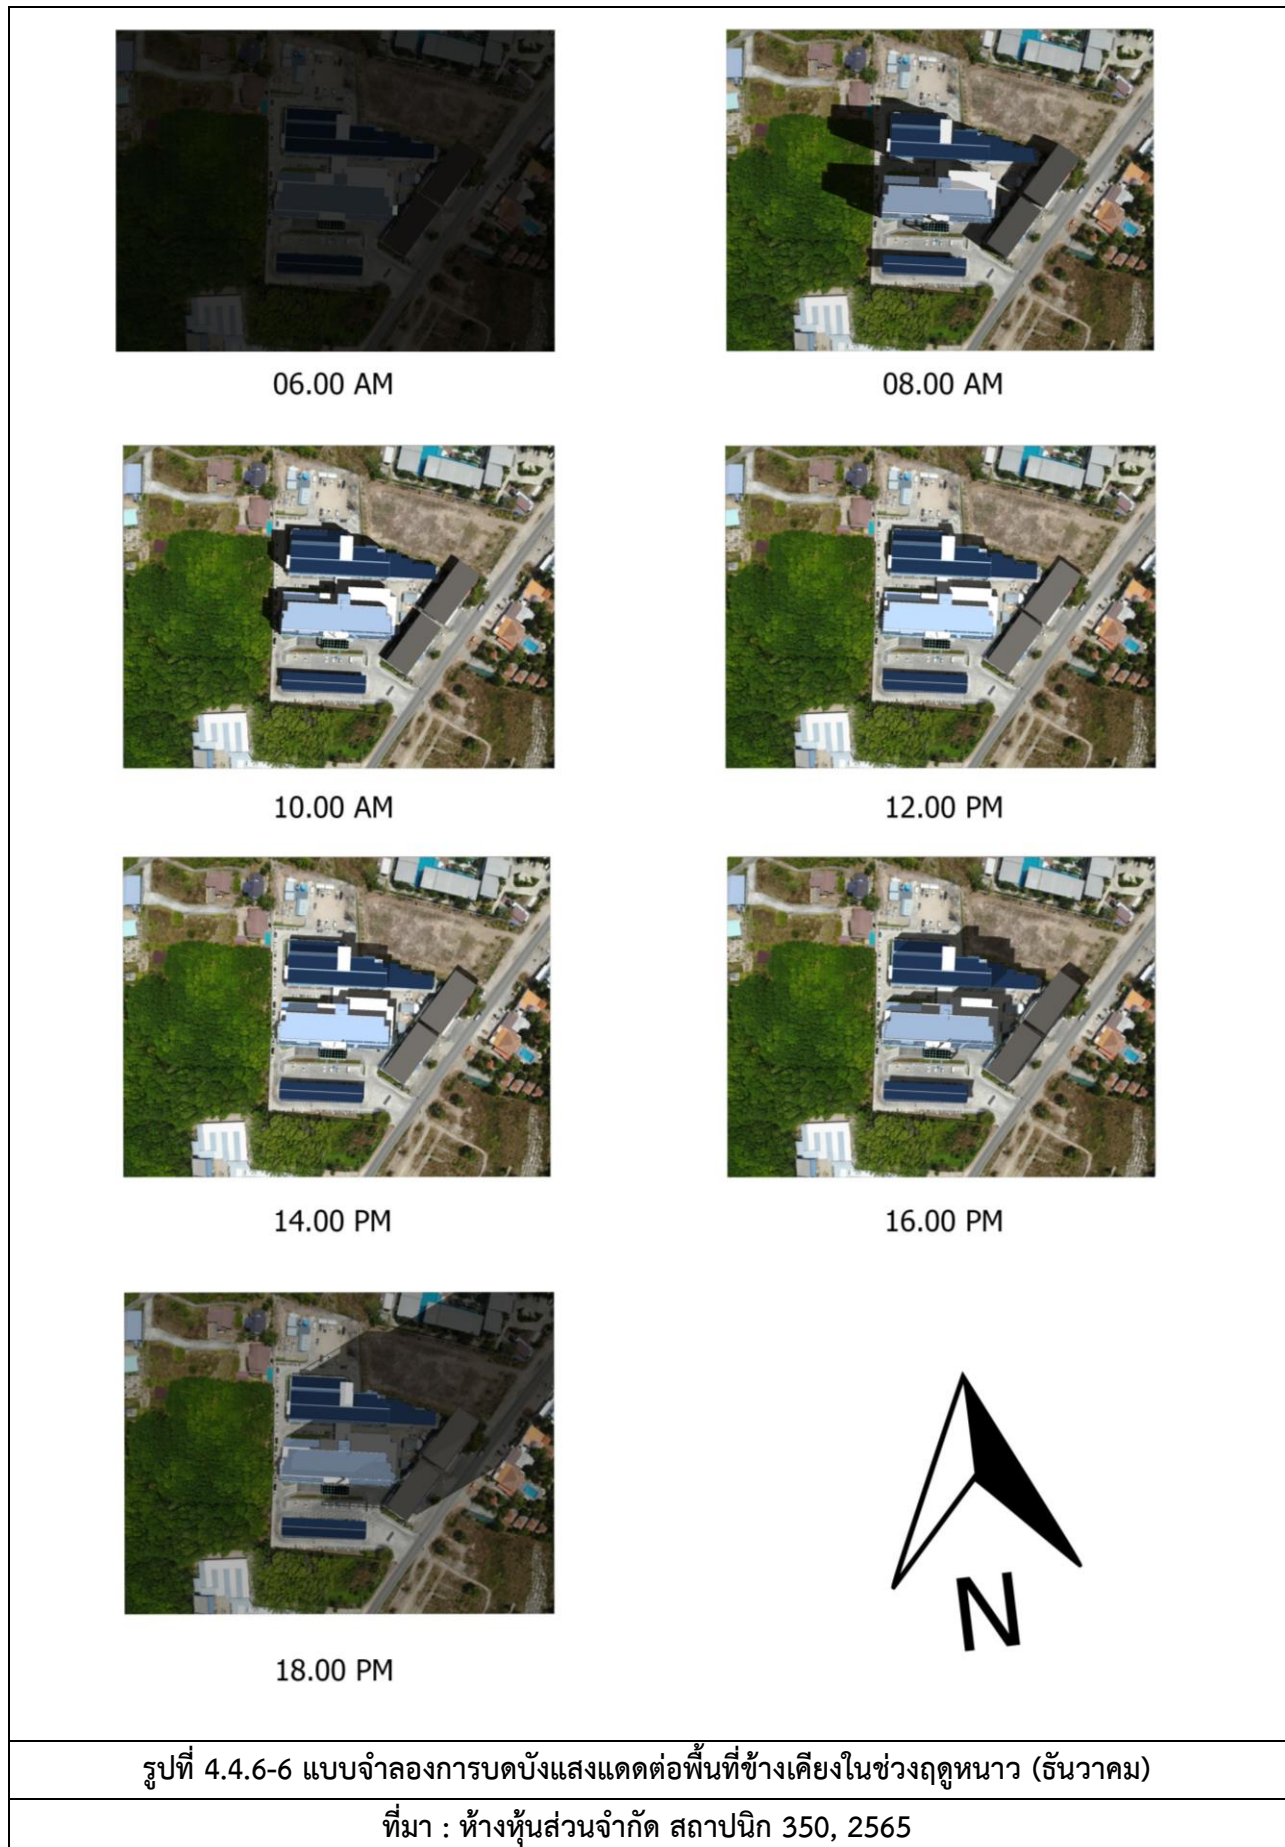 06.00 AM
08.00 AM
10.00 AM
12.00 PM
14.00 PM
16.00 PM
18.00 PM
N
รูปที่ 4.4.6-6 แบบจำลองการบดบังแสงแดดต่อพื้นที่ข้างเคียงในช่วงฤดูหนาว (ธันวาคม)
ที่มา : ห้างหุ้นส่วนจำกัด สถาปนิก 350, 2565